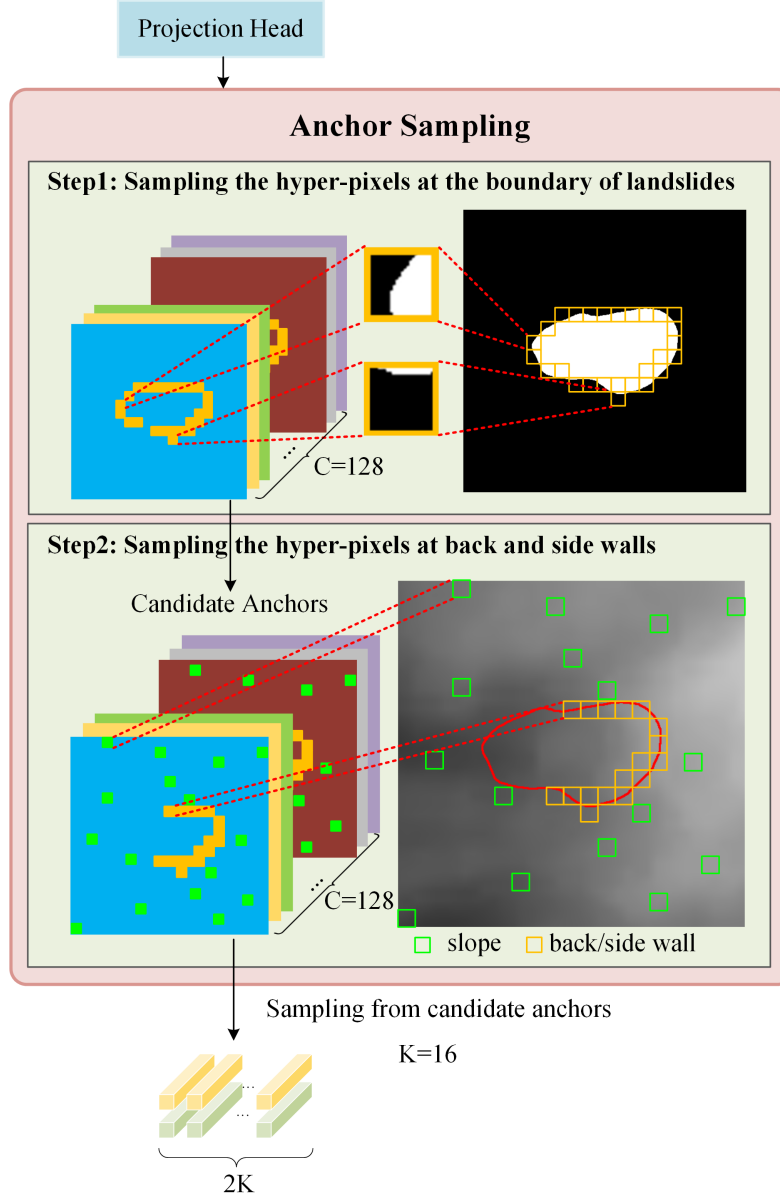 Projection Head
Anchor Sampling
Step1: Sampling the hyper-pixels at the boundary of landslides
...
C=128
Step2: Sampling the hyper-pixels at back and side walls
Candidate Anchors
...
C=128
slope
back/side wall
Sampling from candidate anchors
K=16
...
...
2K